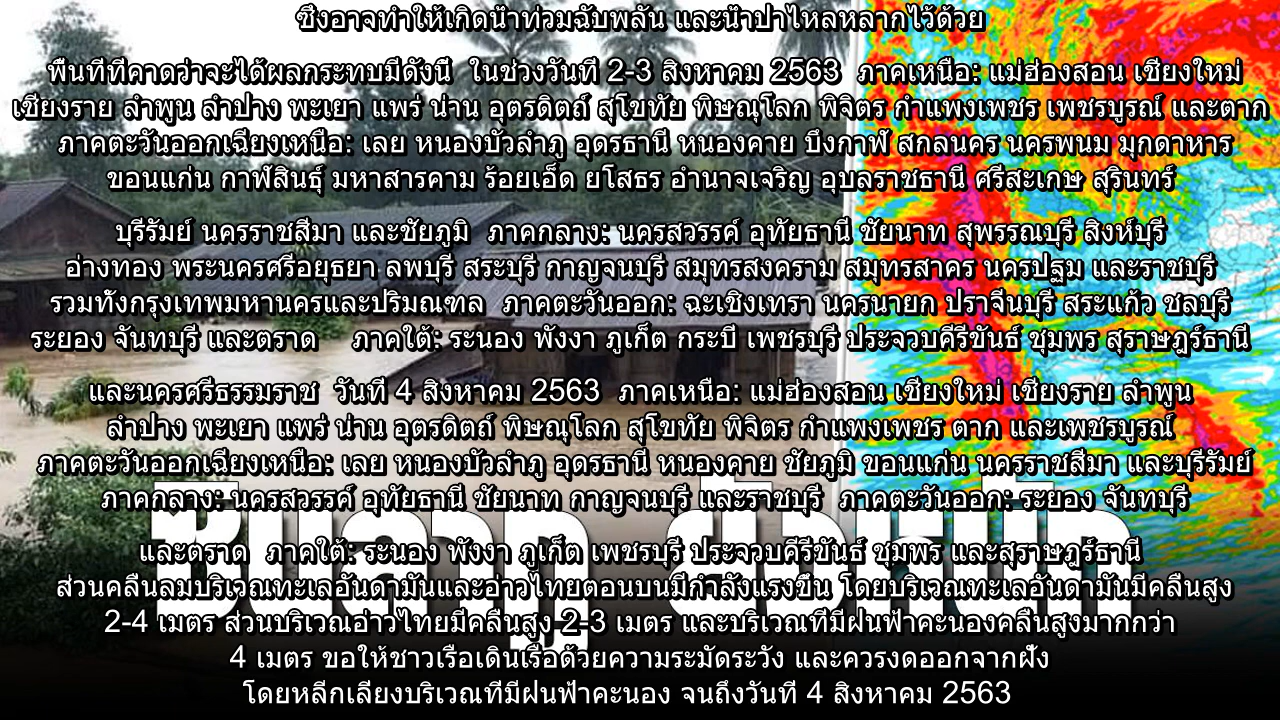 ซึ่งอาจทำให้เกิดน้ำท่วมฉับพลัน และน้ำป่าไหลหลากไว้ด้วย
พื้นที่ที่คาดว่าจะได้ผลกระทบมีดังนี้ ในช่วงวันที่ 2-3 สิงหาคม 2563 ภาคเหนือ: แม่ฮ่องสอน เชียงใหม่
เชียงราย ลำพูน ลำปาง พะเยา แพร่ น่าน อุตรดิตถ์ สุโขทัย พิษณุโลก พิจิตร กำแพงเพชร เพชรบูรณ์ และตาก
ภาคตะวันออกเฉียงเหนือ: เลย หนองบัวลำภู อุดรธานี หนองคาย บึงกาฬ สกลนคร นครพนม มุกดาหาร
ขอนแก่น กาฬสินธุ์ มหาสารคาม ร้อยเอ็ด ยโสธร อำนาจเจริญ อุบลราชธานี ศรีสะเกษ สุรินทร์
บุรีรัมย์ นครราชสีมา และชัยภูมิ ภาคกลาง: นครสวรรค์ อุทัยธานี ชัยนาท สุพรรณบุรี สิงห์บุรี
อ่างทอง พระนครศรีอยุธยา ลพบุรี สระบุรี กาญจนบุรี สมุทรสงคราม สมุทรสาคร นครปฐม และราชบุรี
รวมทั้งกรุงเทพมหานครและปริมณฑล ภาคตะวันออก: ฉะเชิงเทรา นครนายก ปราจีนบุรี สระแก้ว ชลบุรี
ระยอง จันทบุรี และตราด ภาคใต้: ระนอง พังงา ภูเก็ต กระบี่ เพชรบุรี ประจวบคีรีขันธ์ ชุมพร สุราษฎร์ธานี
และนครศรีธรรมราช วันที่ 4 สิงหาคม 2563 ภาคเหนือ: แม่ฮ่องสอน เชียงใหม่ เชียงราย ลำพูน
ลำปาง พะเยา แพร่ น่าน อุตรดิตถ์ พิษณุโลก สุโขทัย พิจิตร กำแพงเพชร ตาก และเพชรบูรณ์
ภาคตะวันออกเฉียงเหนือ: เลย หนองบัวลำภู อุดรธานี หนองคาย ชัยภูมิ ขอนแก่น นครราชสีมา และบุรีรัมย์
ภาคกลาง: นครสวรรค์ อุทัยธานี ชัยนาท กาญจนบุรี และราชบุรี ภาคตะวันออก: ระยอง จันทบุรี
และตราด ภาคใต้: ระนอง พังงา ภูเก็ต เพชรบุรี ประจวบคีรีขันธ์ ชุมพร และสุราษฎร์ธานี
ส่วนคลื่นลมบริเวณทะเลอันดามันและอ่าวไทยตอนบนมีกำลังแรงขึ้น โดยบริเวณทะเลอันดามันมีคลื่นสูง
2-4 เมตร ส่วนบริเวณอ่าวไทยมีคลื่นสูง 2-3 เมตร และบริเวณที่มีฝนฟ้าคะนองคลื่นสูงมากกว่า
4 เมตร ขอให้ชาวเรือเดินเรือด้วยความระมัดระวัง และควรงดออกจากฝั่ง
โดยหลีกเลี่ยงบริเวณที่มีฝนฟ้าคะนอง จนถึงวันที่ 4 สิงหาคม 2563